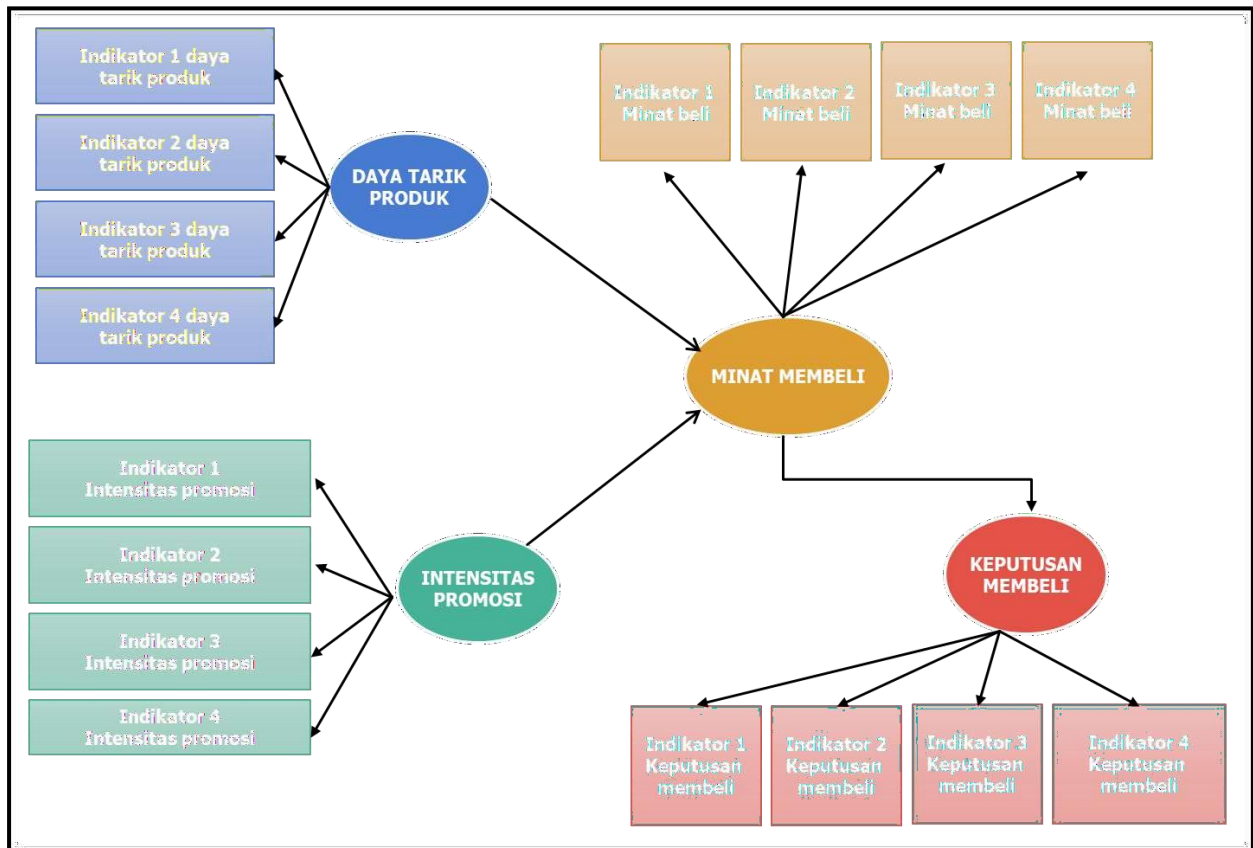 Indikator 1 daya
tarik produk
Indikator 2 daya
tarik produk
Indikator 3 daya
tarik produk
Indikator 4 daya
tarik produk
DAYA TARIK
PRODUK
Indikator 1
Minat beli
Indikator 2
Minat beli
Indikator 3
Minat beli
Indikator 4
Minat beli
MINAT MEMBELI
Indikator 1
Intensitas promosi
Indikator 2
Intensitas promosi
Indikator 3
Intensitas promosi
Indikator 4
Intensitas promosi
INTENSITAS
PROMOSI
KEPUTUSAN
MEMBELI
Indikator 1
Keputusan
membeli
Indikator 2
Keputusan
membeli
Indikator 3
Keputusan
membeli
Indikator 4
Keputusan
membeli